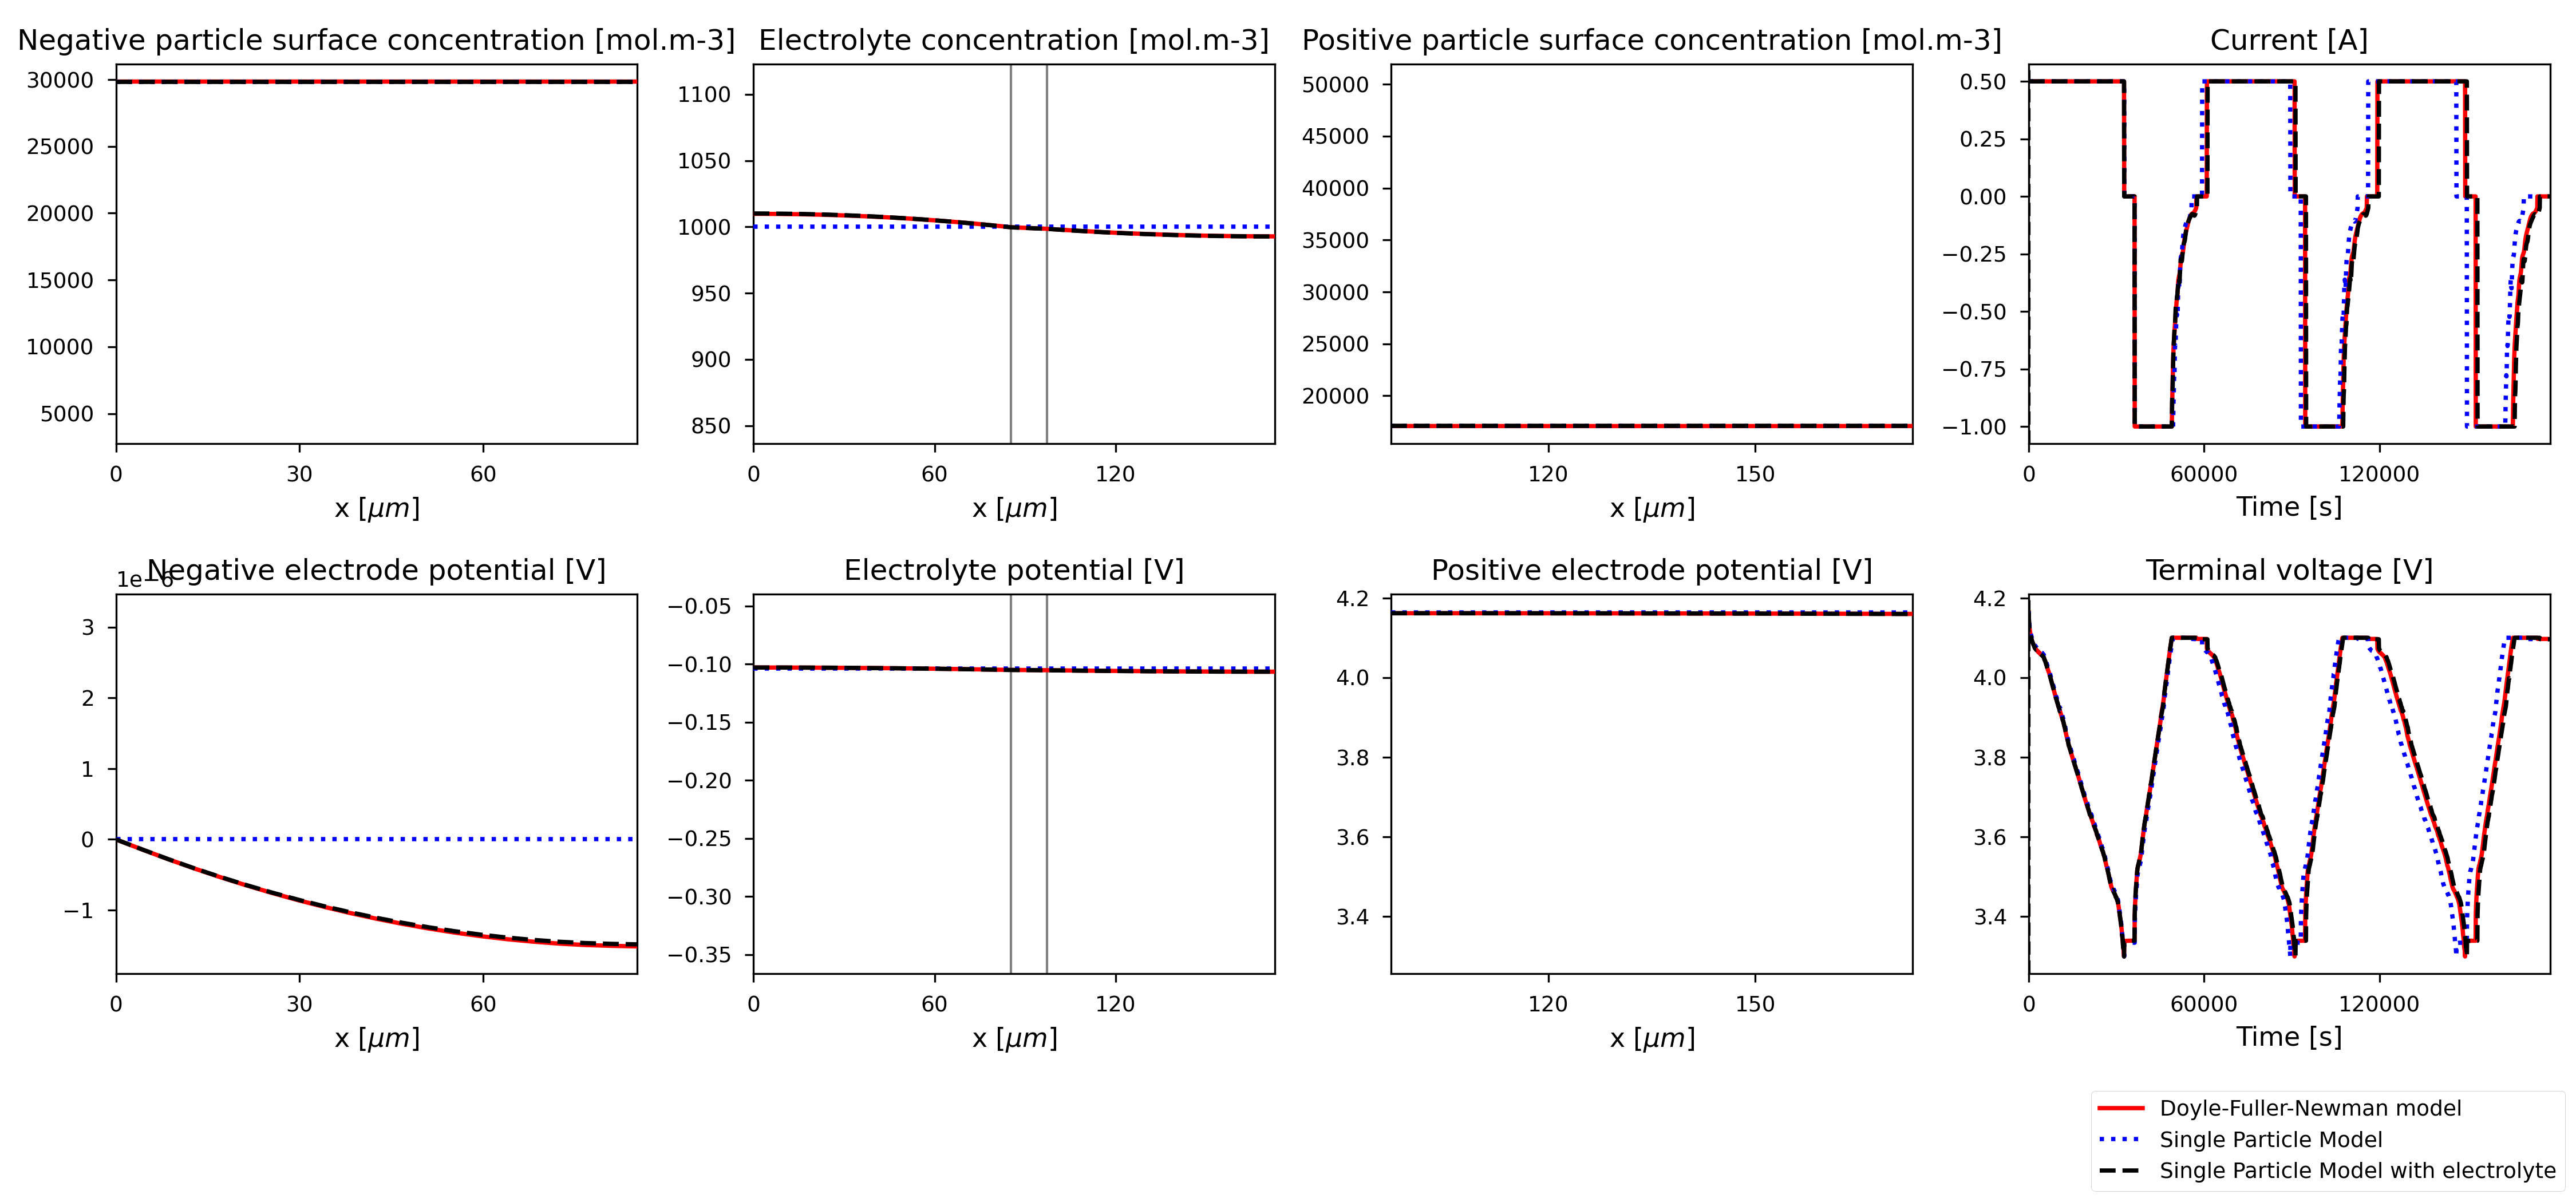 Negative particle surface concentration [mol.m-3]
30000
25000
20000
15000
10000
5000
0 30 60
x [μm]
Electrolyte concentration [mol.m-3]
1100
1050
1000
950
900
850
0 60 120
x [μm]
Positive particle surface concentration [mol.m-3]
50000
45000
40000
35000
30000
25000
20000
120 150
x [μm]
Current [A]
0.50
0.25
0.00
−0.25
−0.50
−0.75
−1.00
0 60000 120000
Time [s]
Negative electrode potential [V]
1e−6
3
2
1
0
−1
0 30 60
x [μm]
Electrolyte potential [V]
−0.05
−0.10
−0.15
−0.20
−0.25
−0.30
−0.35
0 60 120
x [μm]
Positive electrode potential [V]
4.2
4.0
3.8
3.6
3.4
120 150
x [μm]
Terminal voltage [V]
4.2
4.0
3.8
3.6
3.4
0 60000 120000
Time [s]
Doyle-Fuller-Newman model
Single Particle Model
Single Particle Model with electrolyte